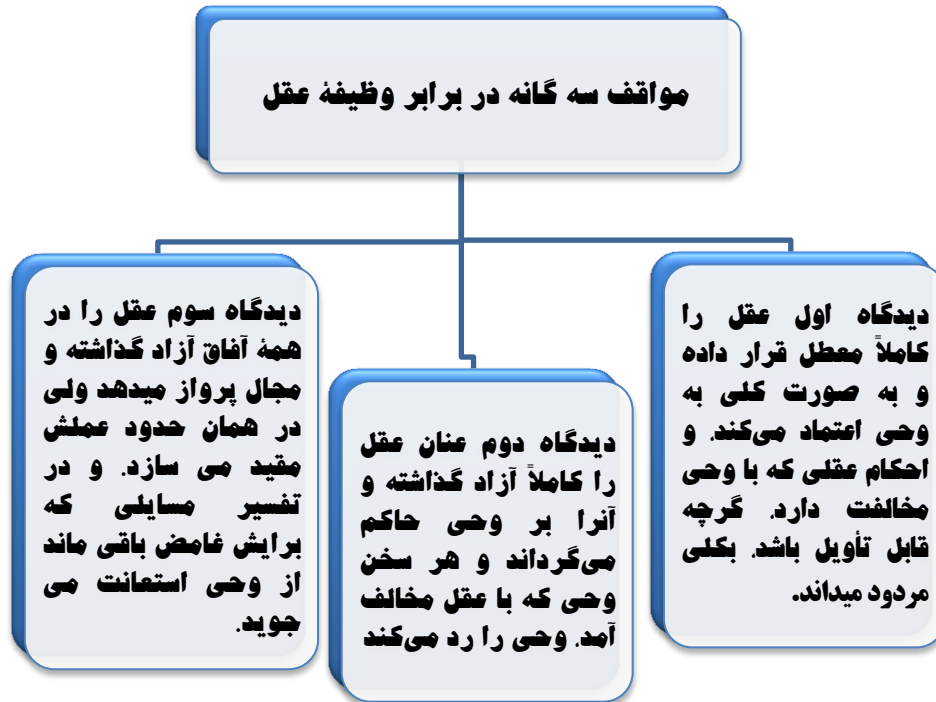 مواقف سه گانه در برابر وظیفۀ عقل
دیدگاه اول عقل را
کاملاً معطل قرار داده
و به صورت کلی به
وحی اعتماد می‌کند. و
احکام عقلی که با وحی
مخالفت دارد. گرچه
قابل تأویل باشد. بکلی
مردود میداند.
دیدگاه دوم عنان عقل
را کاملاً آزاد گذاشته و
آنرا بر وحی حاکم
می‌گرداند و هر سخن
وحی که با عقل مخالف
آمد. وحی را رد می‌کند
دیدگاه سوم عقل را در
همۀ آفاق آزاد گذاشته و
مجال پرواز میدهد ولی
در همان حدود عملش
مقید می سازد. و در
تفسیر مسایلی که
برایش غامض باقی ماند
از وحی استعانت می
جوید.